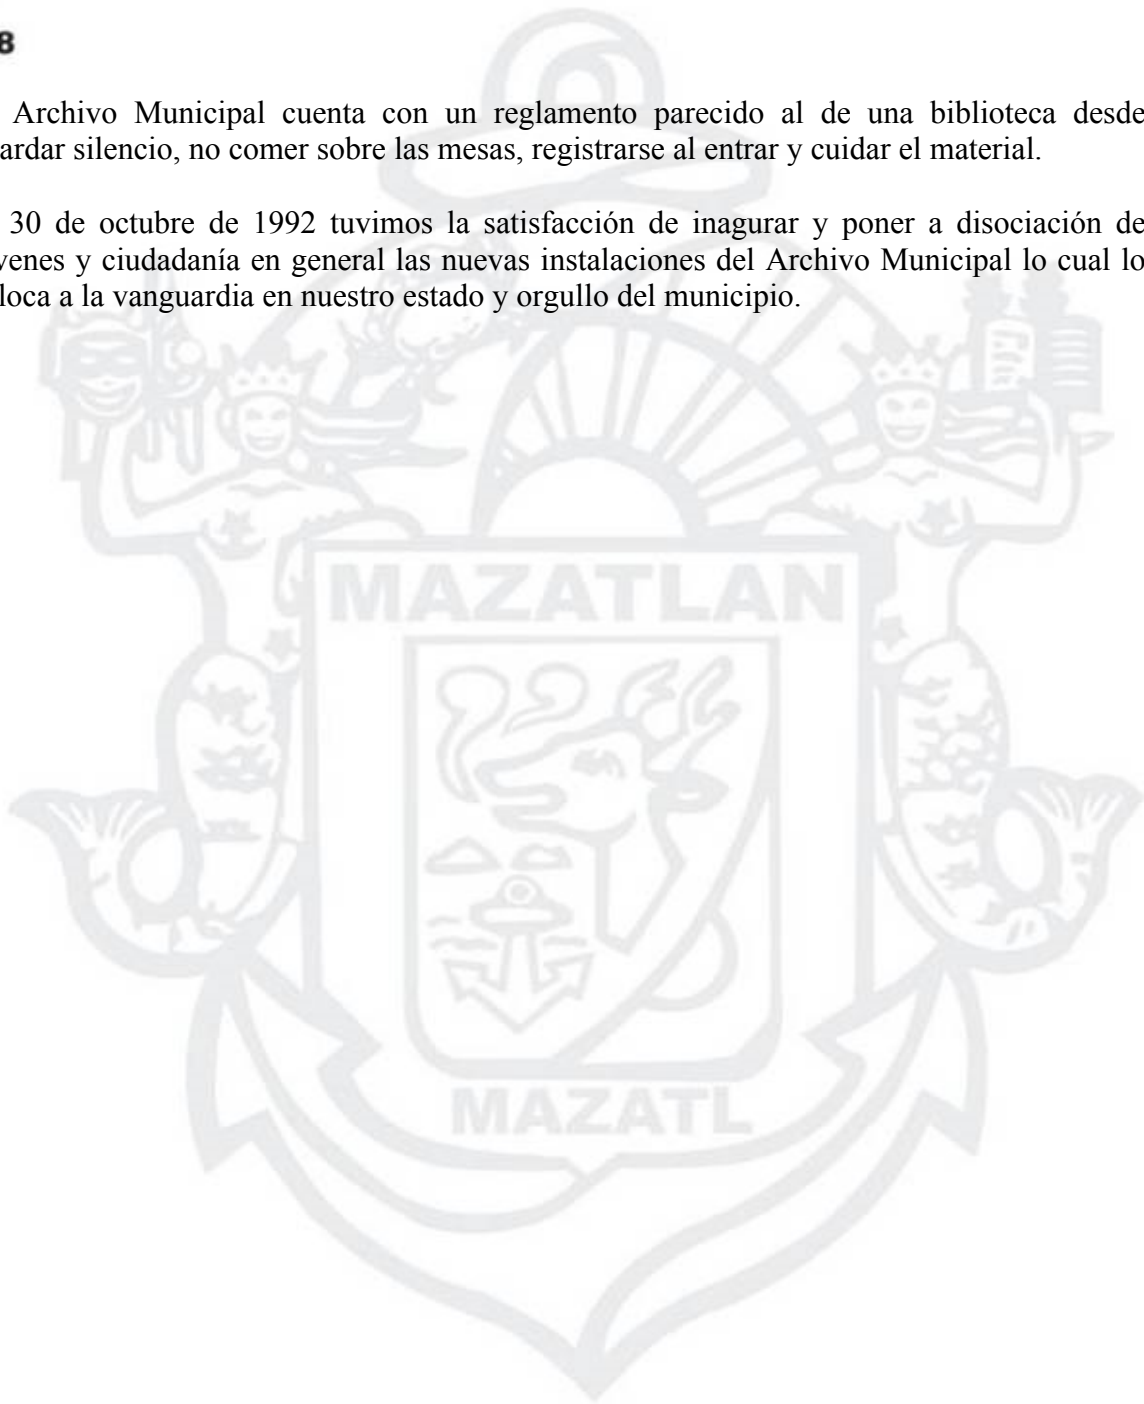 8
Archivo Municipal cuenta con un reglamento parecido al de una biblioteca desde
ardar silencio, no comer sobre las mesas, registrarse al entrar y cuidar el material.
30 de octubre de 1992 tuvimos la satisfacción de inagurar y poner a disociación de
venes y ciudadanía en general las nuevas instalaciones del Archivo Municipal lo cual lo
loca a la vanguardia en nuestro estado y orgullo del municipio.
MAZATLAN
MAZATL